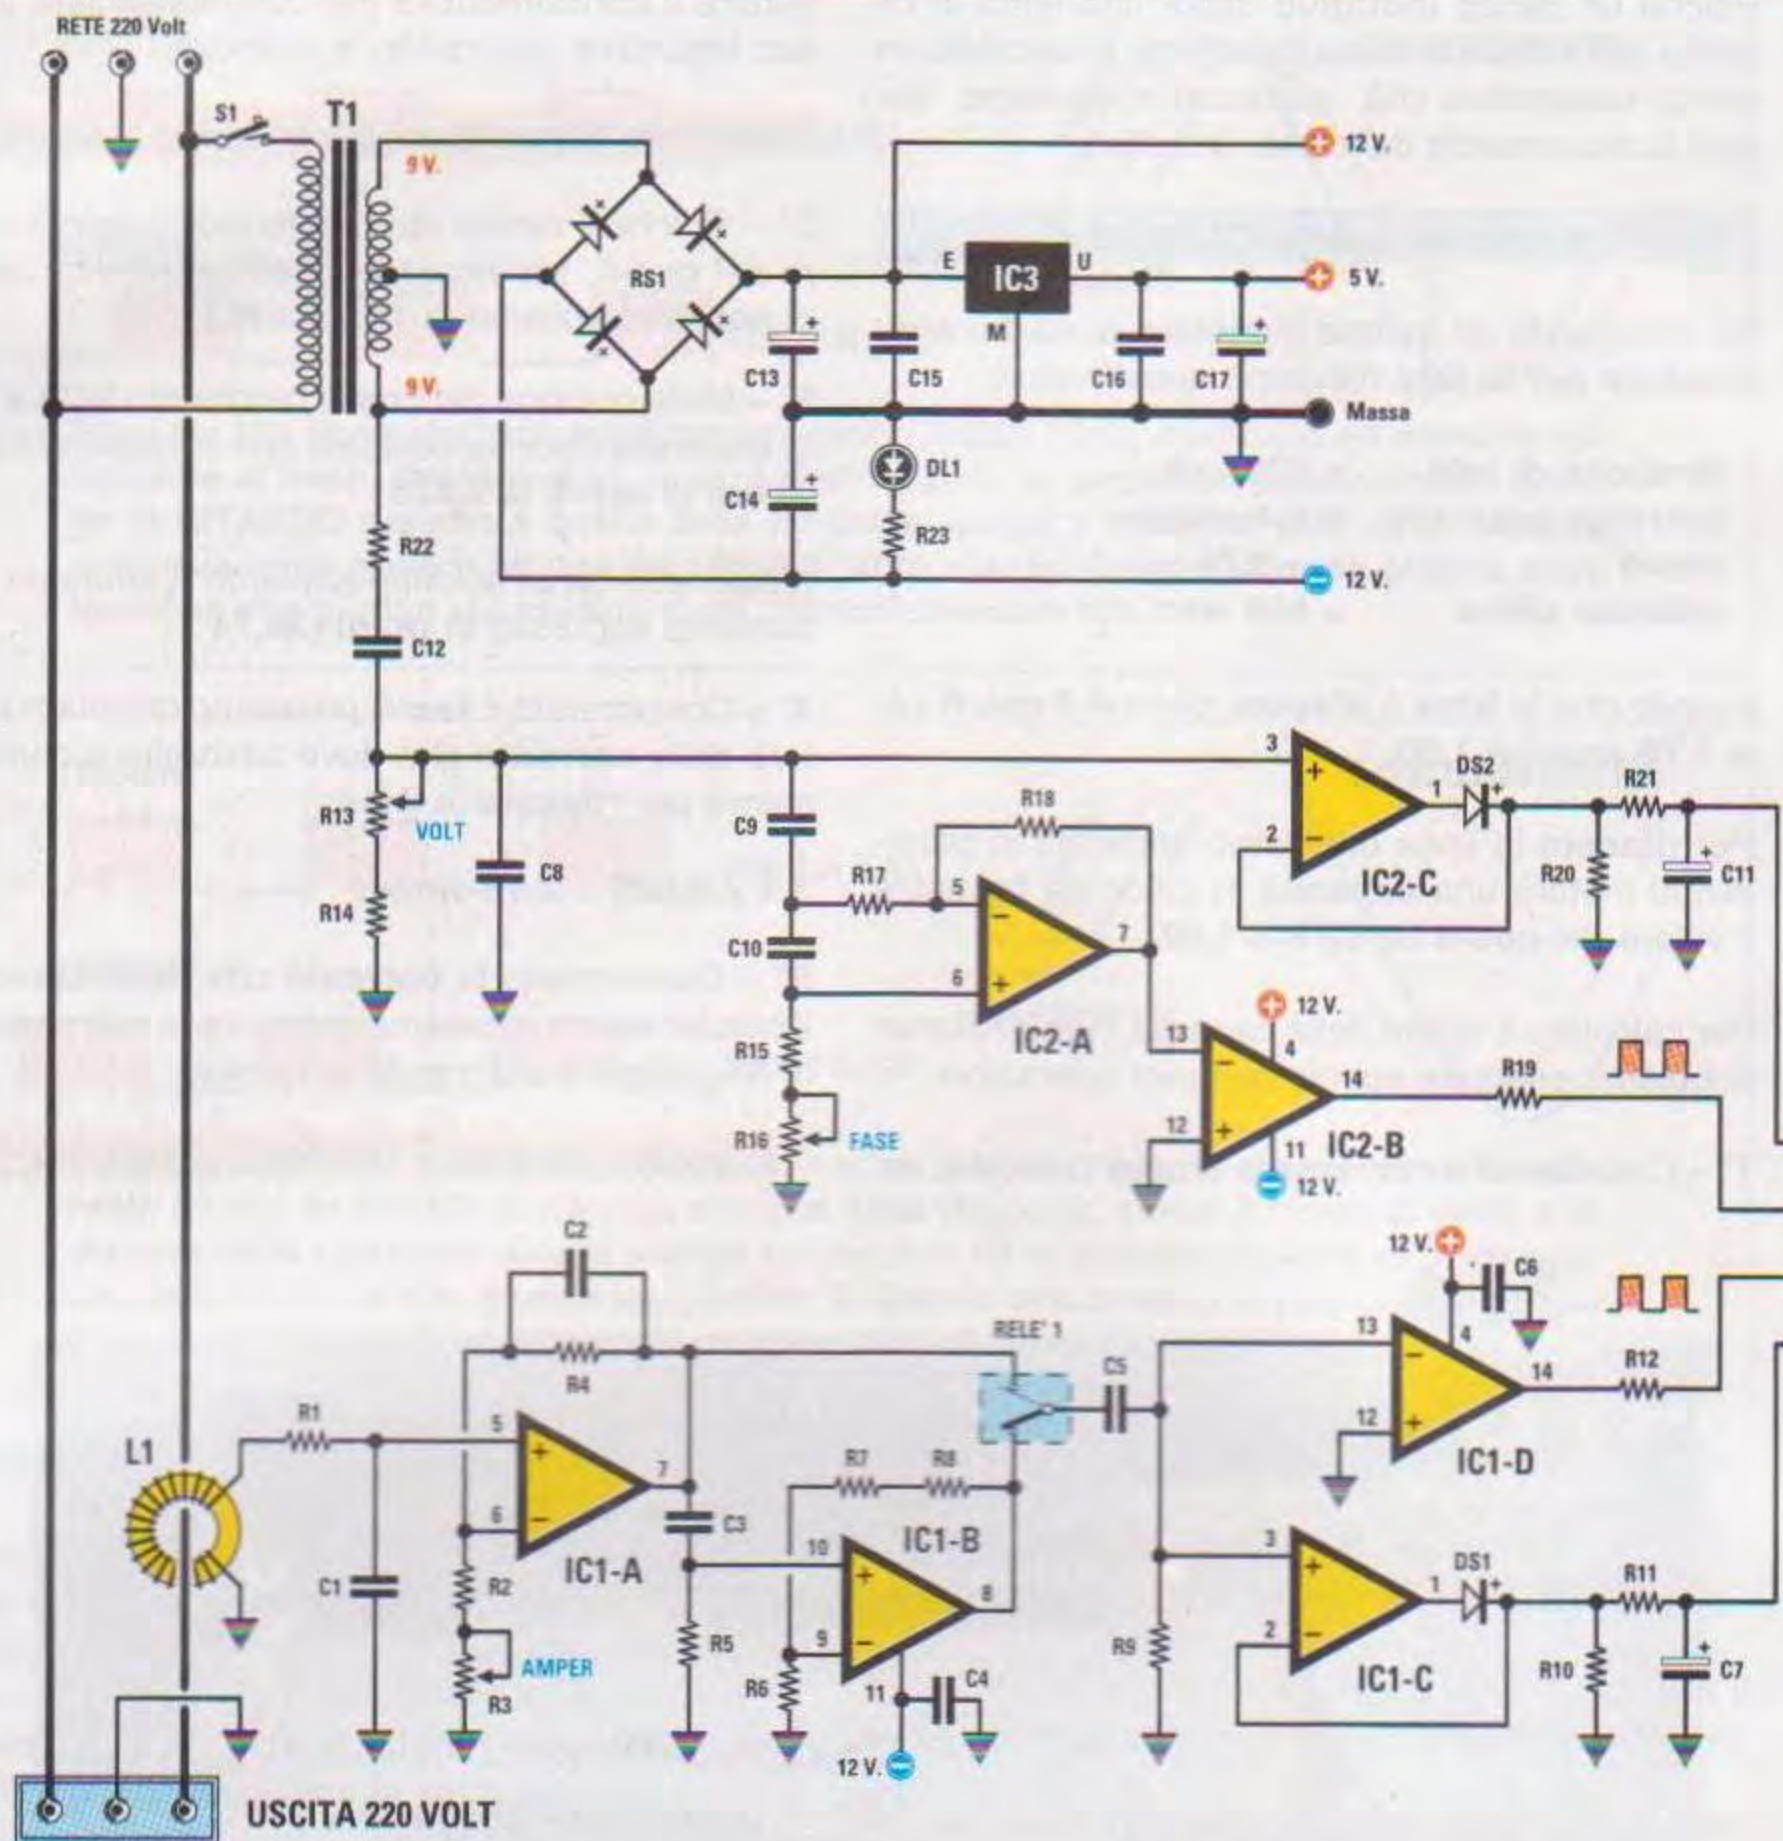 RETE 220 Volt
S1
T1
9 V.
12 V.
RS1
E
IC3
U
5 V.
M
C13
C15
C16
C17
9 V.
Massa
DL1
C14
R23
R22
12 V.
C12
3
DS2
R21
R18
1
R13
VOLT
C9
2
C8
R17
5
IC2-C
R20
C11
R14
C10
7
6
12 V.
IC2-A
13
4
R15
14
R19
R16
FASE
12
11
IC2-B
12 V.
C2
12 V.
C6
RELE' 1
13
4
C5
R12
R4
14
R1
12
L1
5
R7
R8
IC1-D
7
6
C3
IC1-B
3
DS1
R11
10
C1
R2
IC1-A
8
1
R5
9
R9
2
AMPER
R6
C4
IC1-C
R10
C7
R3
11
12 V.
USCITA 220 VOLT